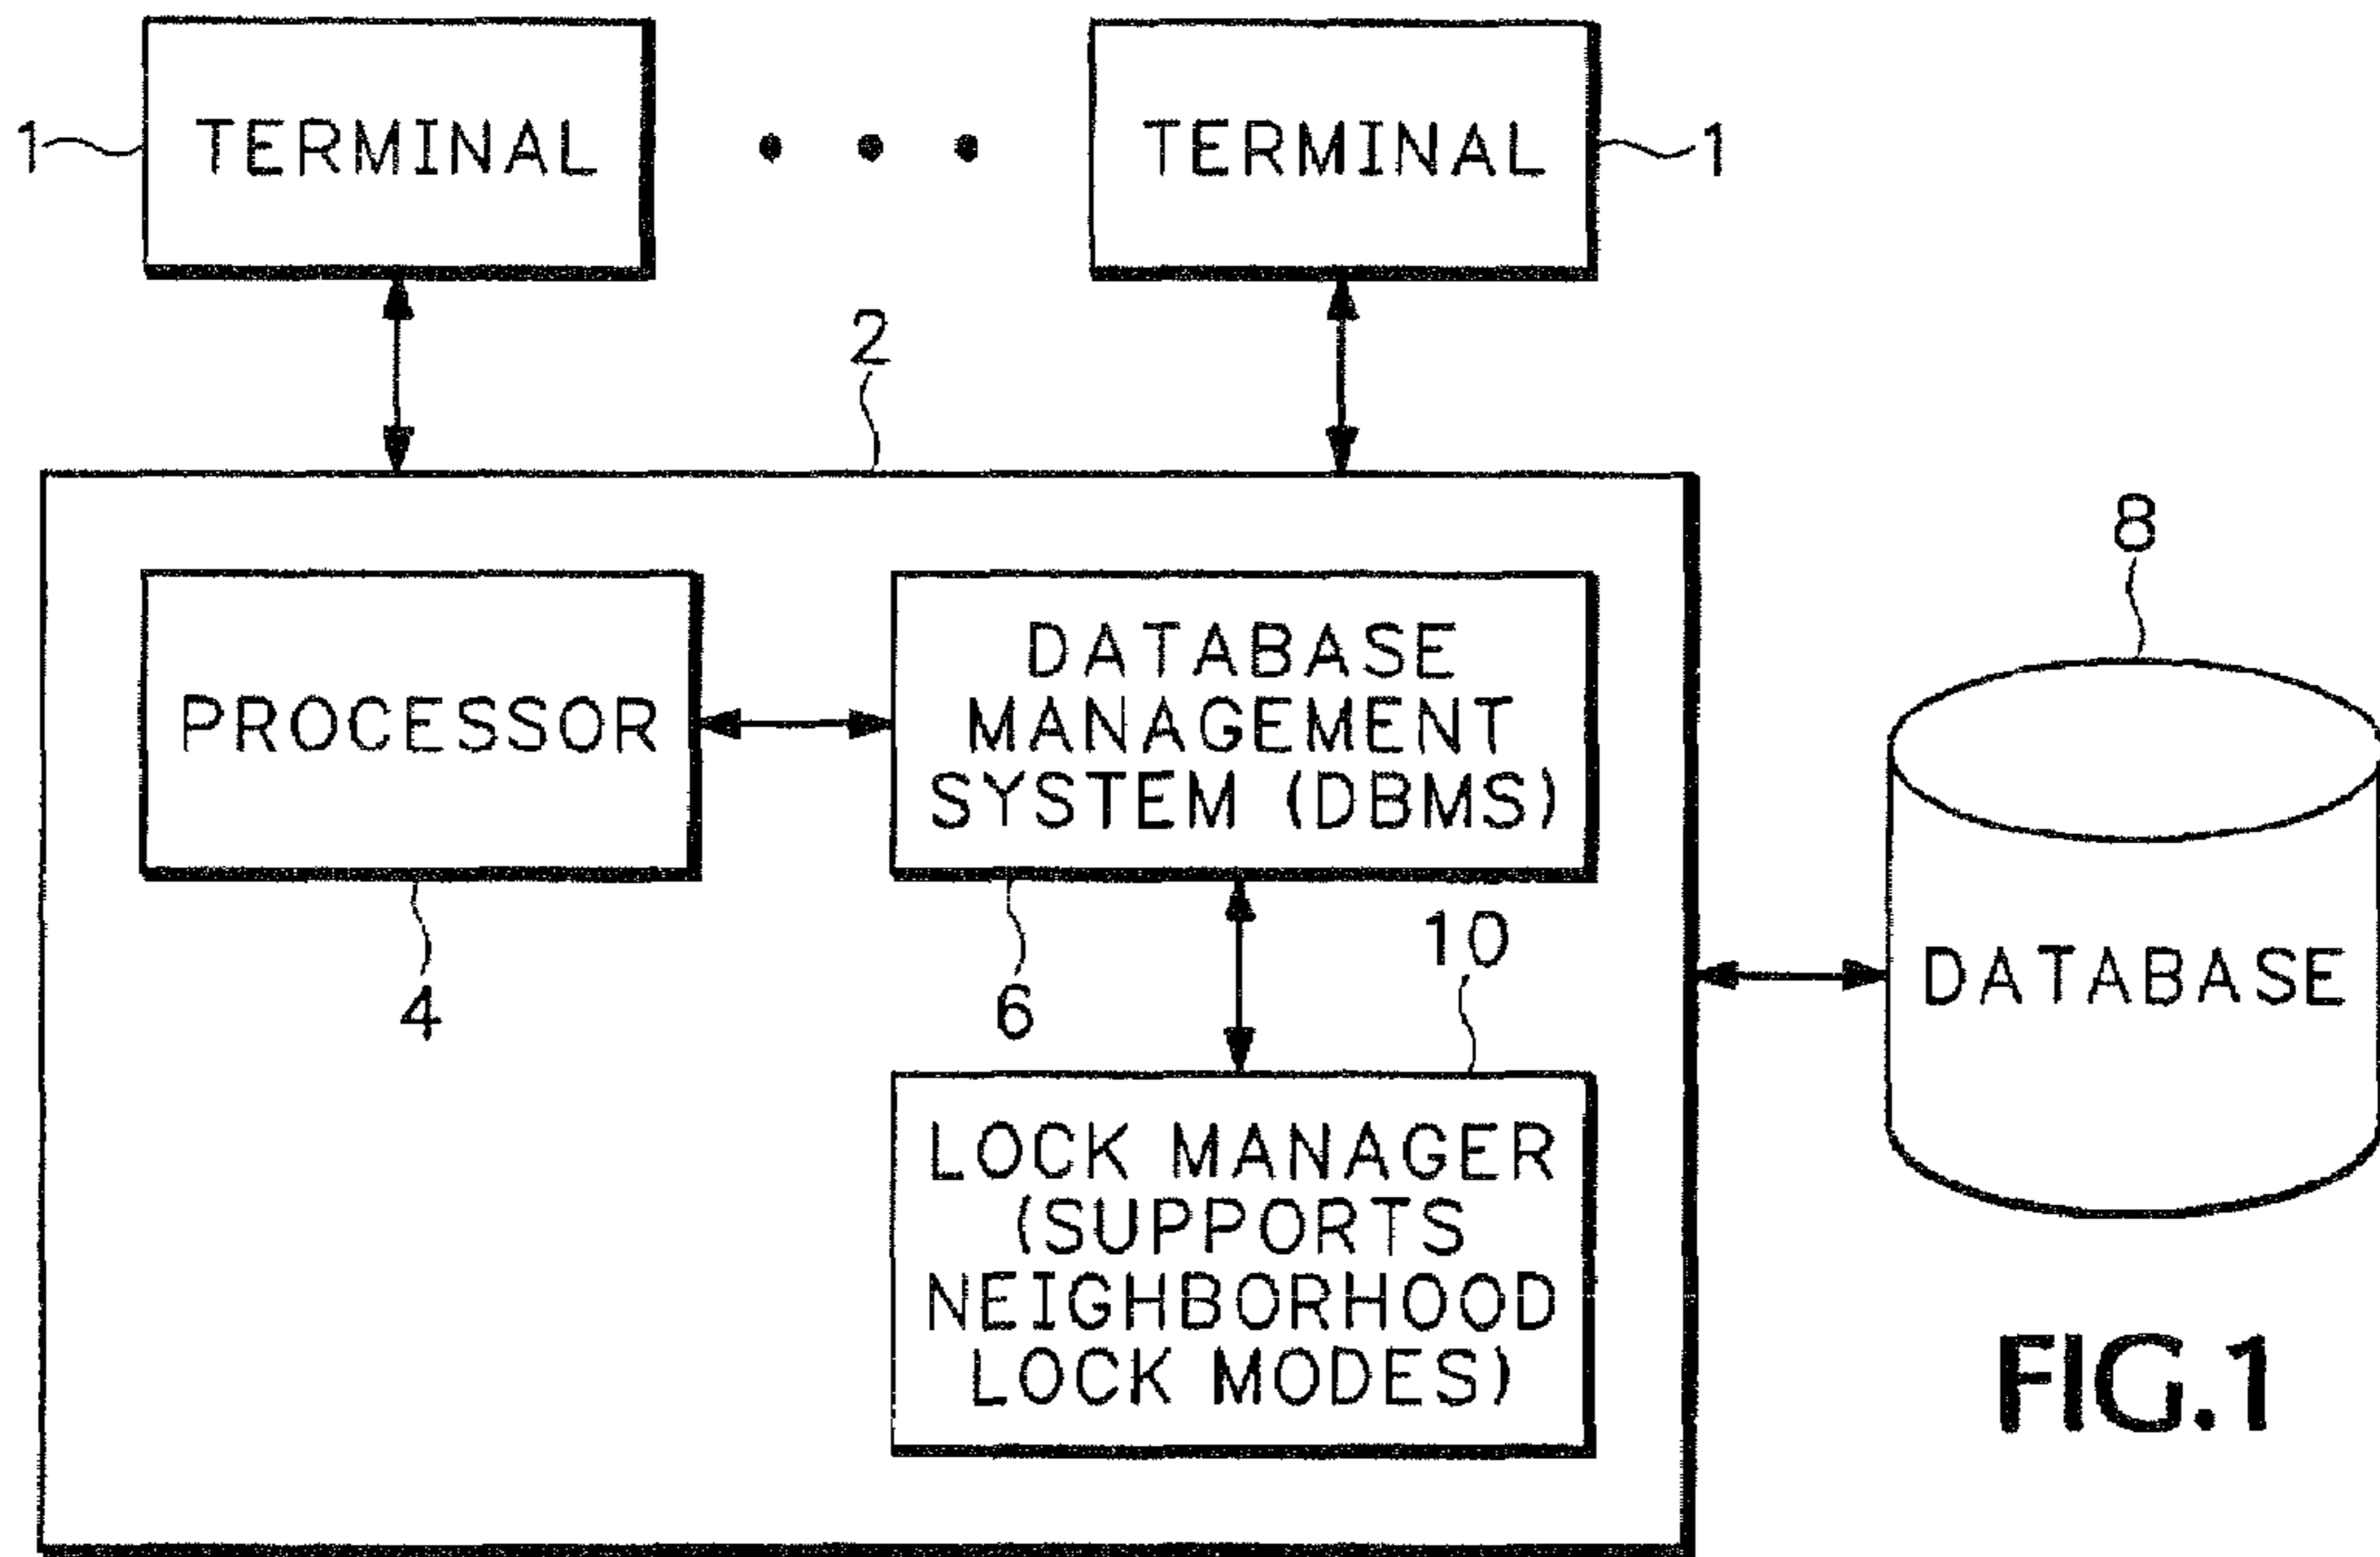 1
TERMINAL
TERMINAL
1
2
8
PROCESSOR
DATABASE
MANAGEMENT
SYSTEM (DBMS)
4
6
10
DATABASE
LOCK MANAGER
(SUPPORTS
NEIGHBORHOOD
LOCK MODES)
FIG.1